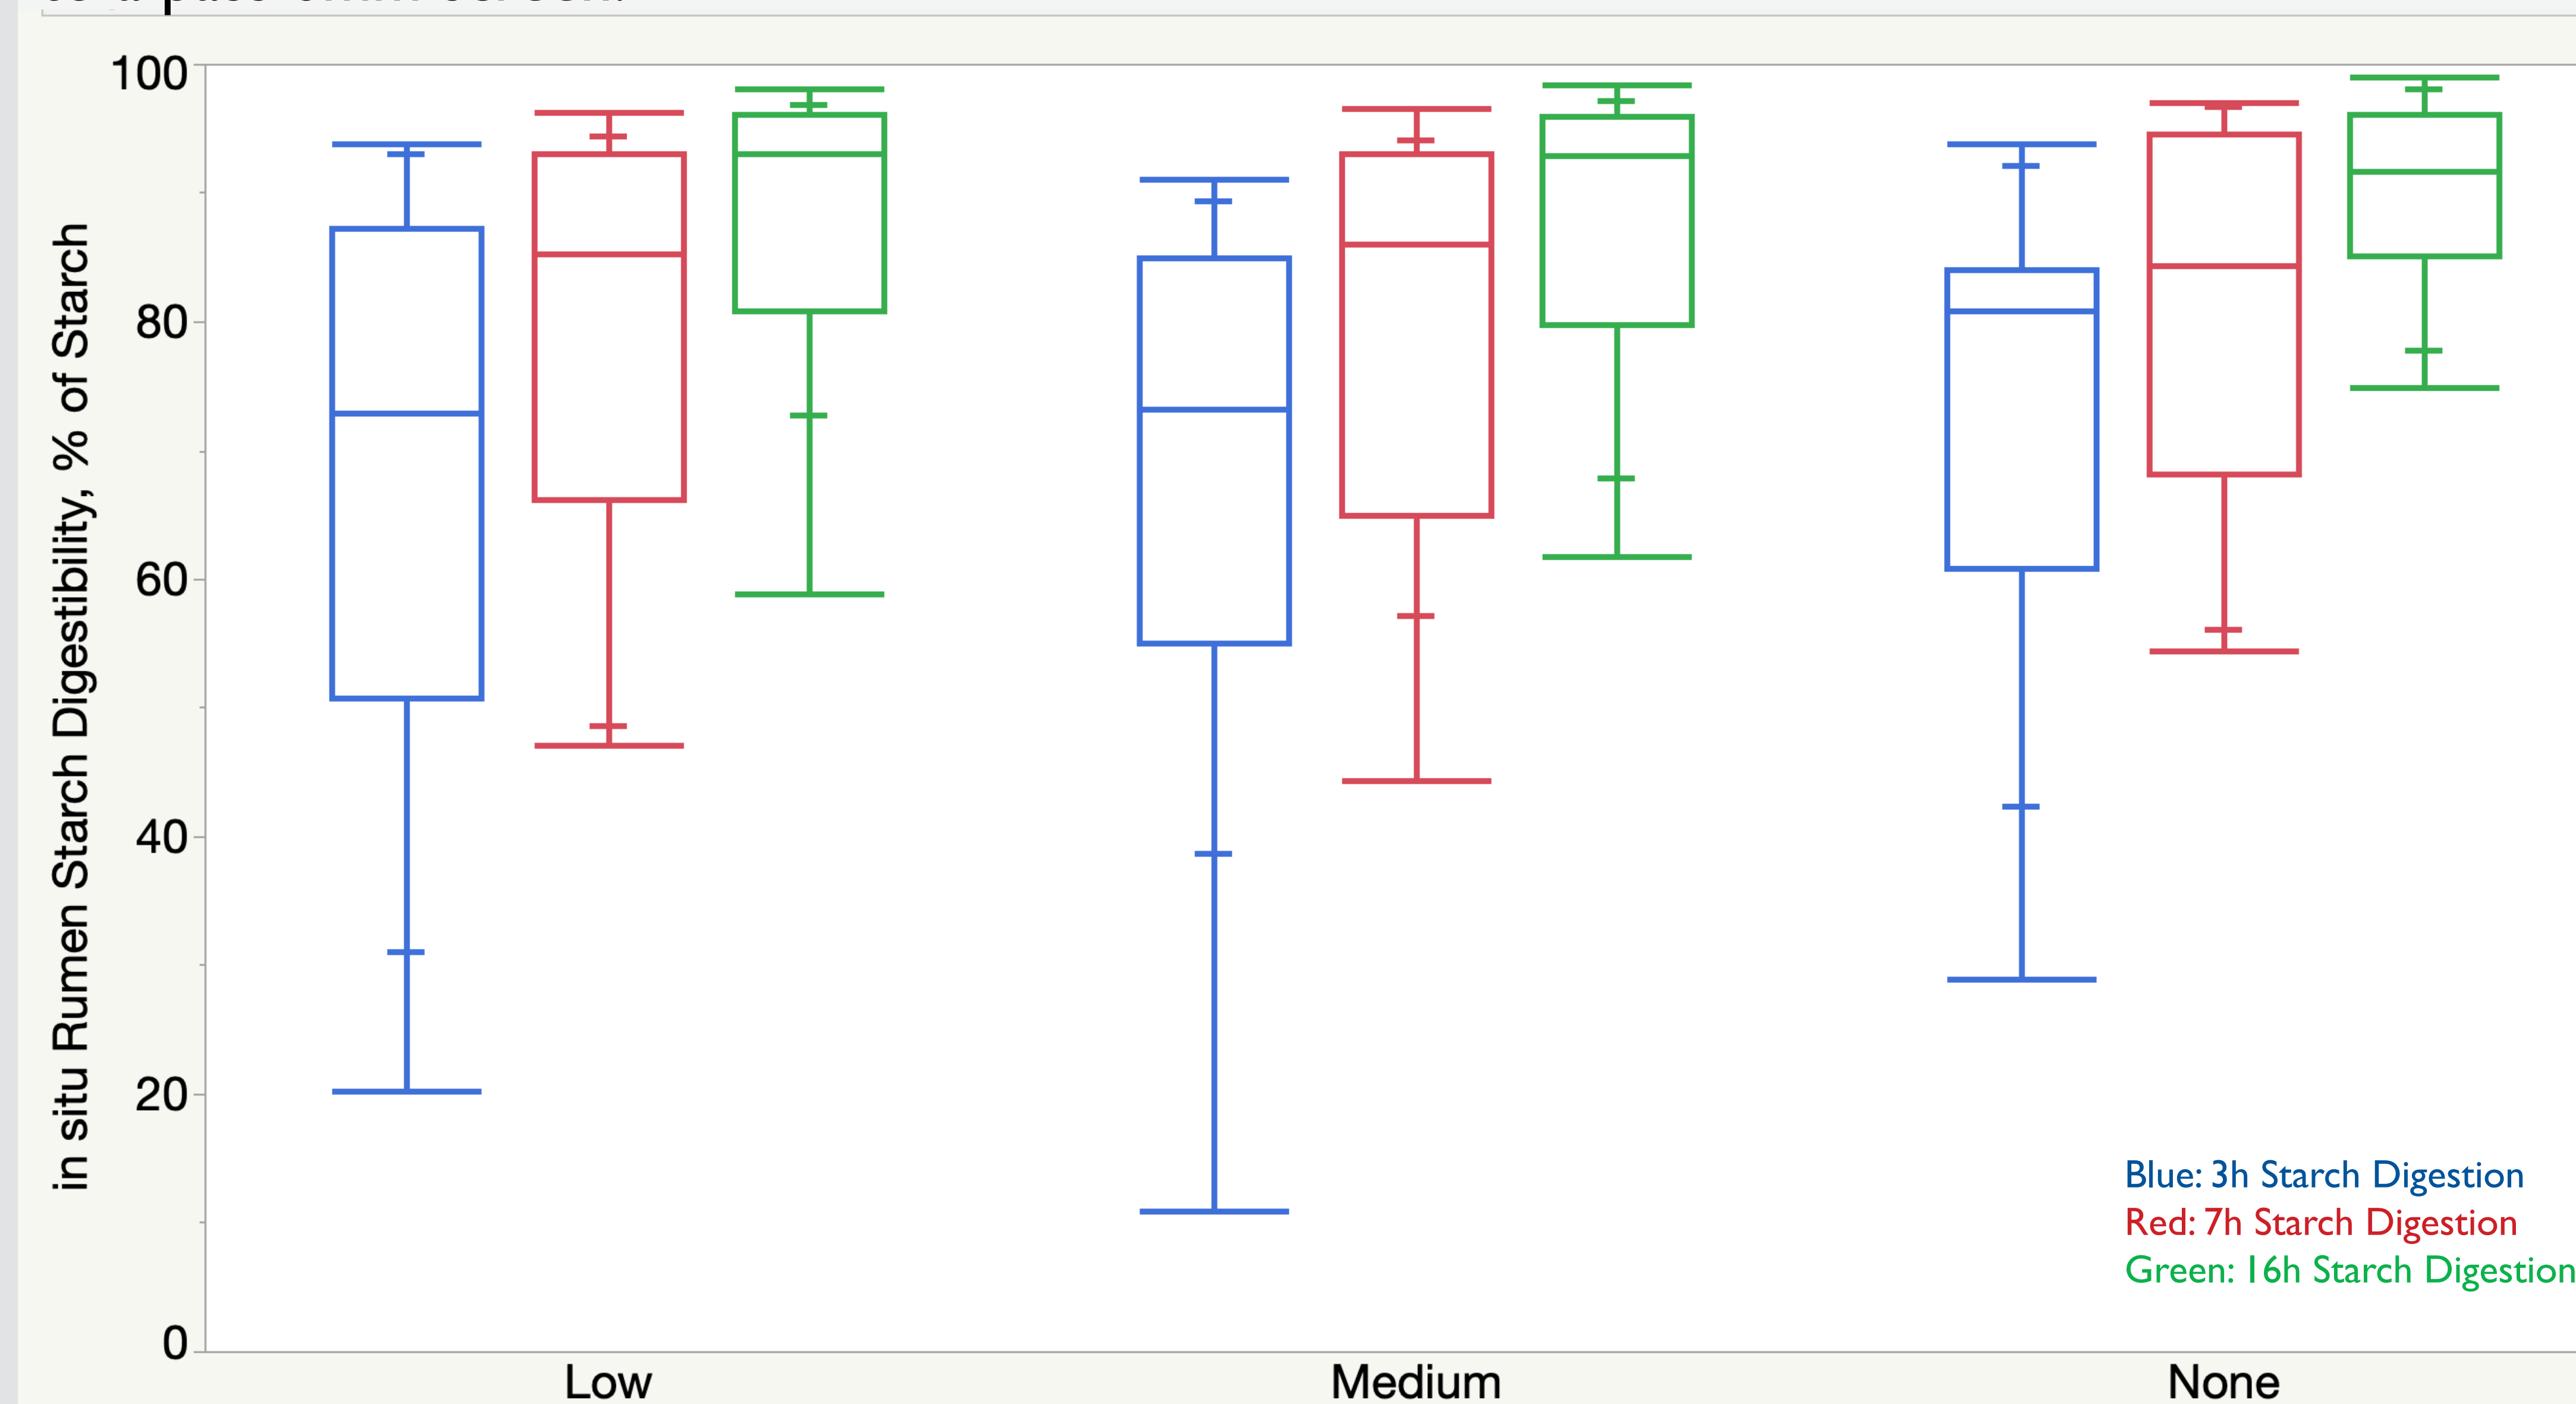 100
80
60
40
20
0
in situ Rumen Starch Digestibility, % of Starch
Low
Medium
None
Blue: 3h Starch Digestion
Red: 7h Starch Digestion
Green: 16h Starch Digestion